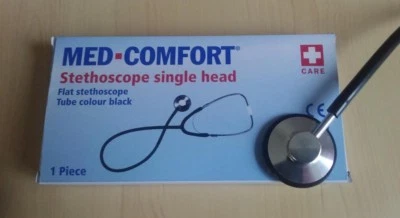 MED-COMFORT®
Stethoscope single head
Flat stethoscope
Tube colour black
CARE
CE
1 Piece